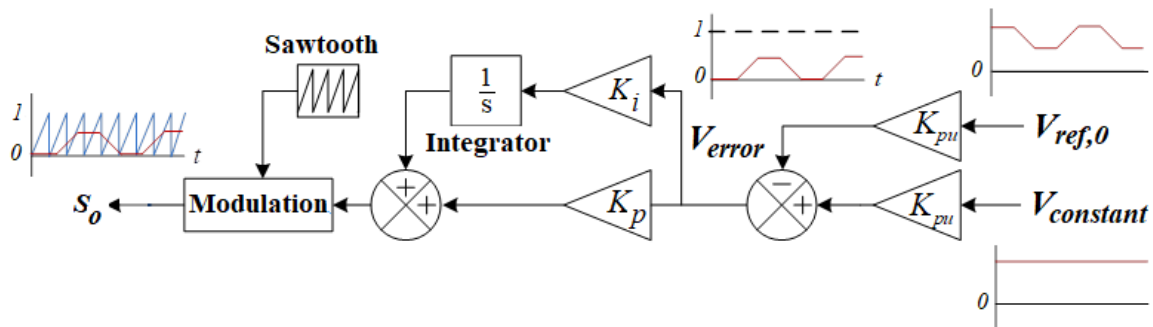 Sawtooth
1
0
t
1
0
t
0
1
s
Integrator
K_i
V_error
K_pu
V_ref,0
−
+
+
+
S_o
Modulation
K_p
K_pu
V_constant
0